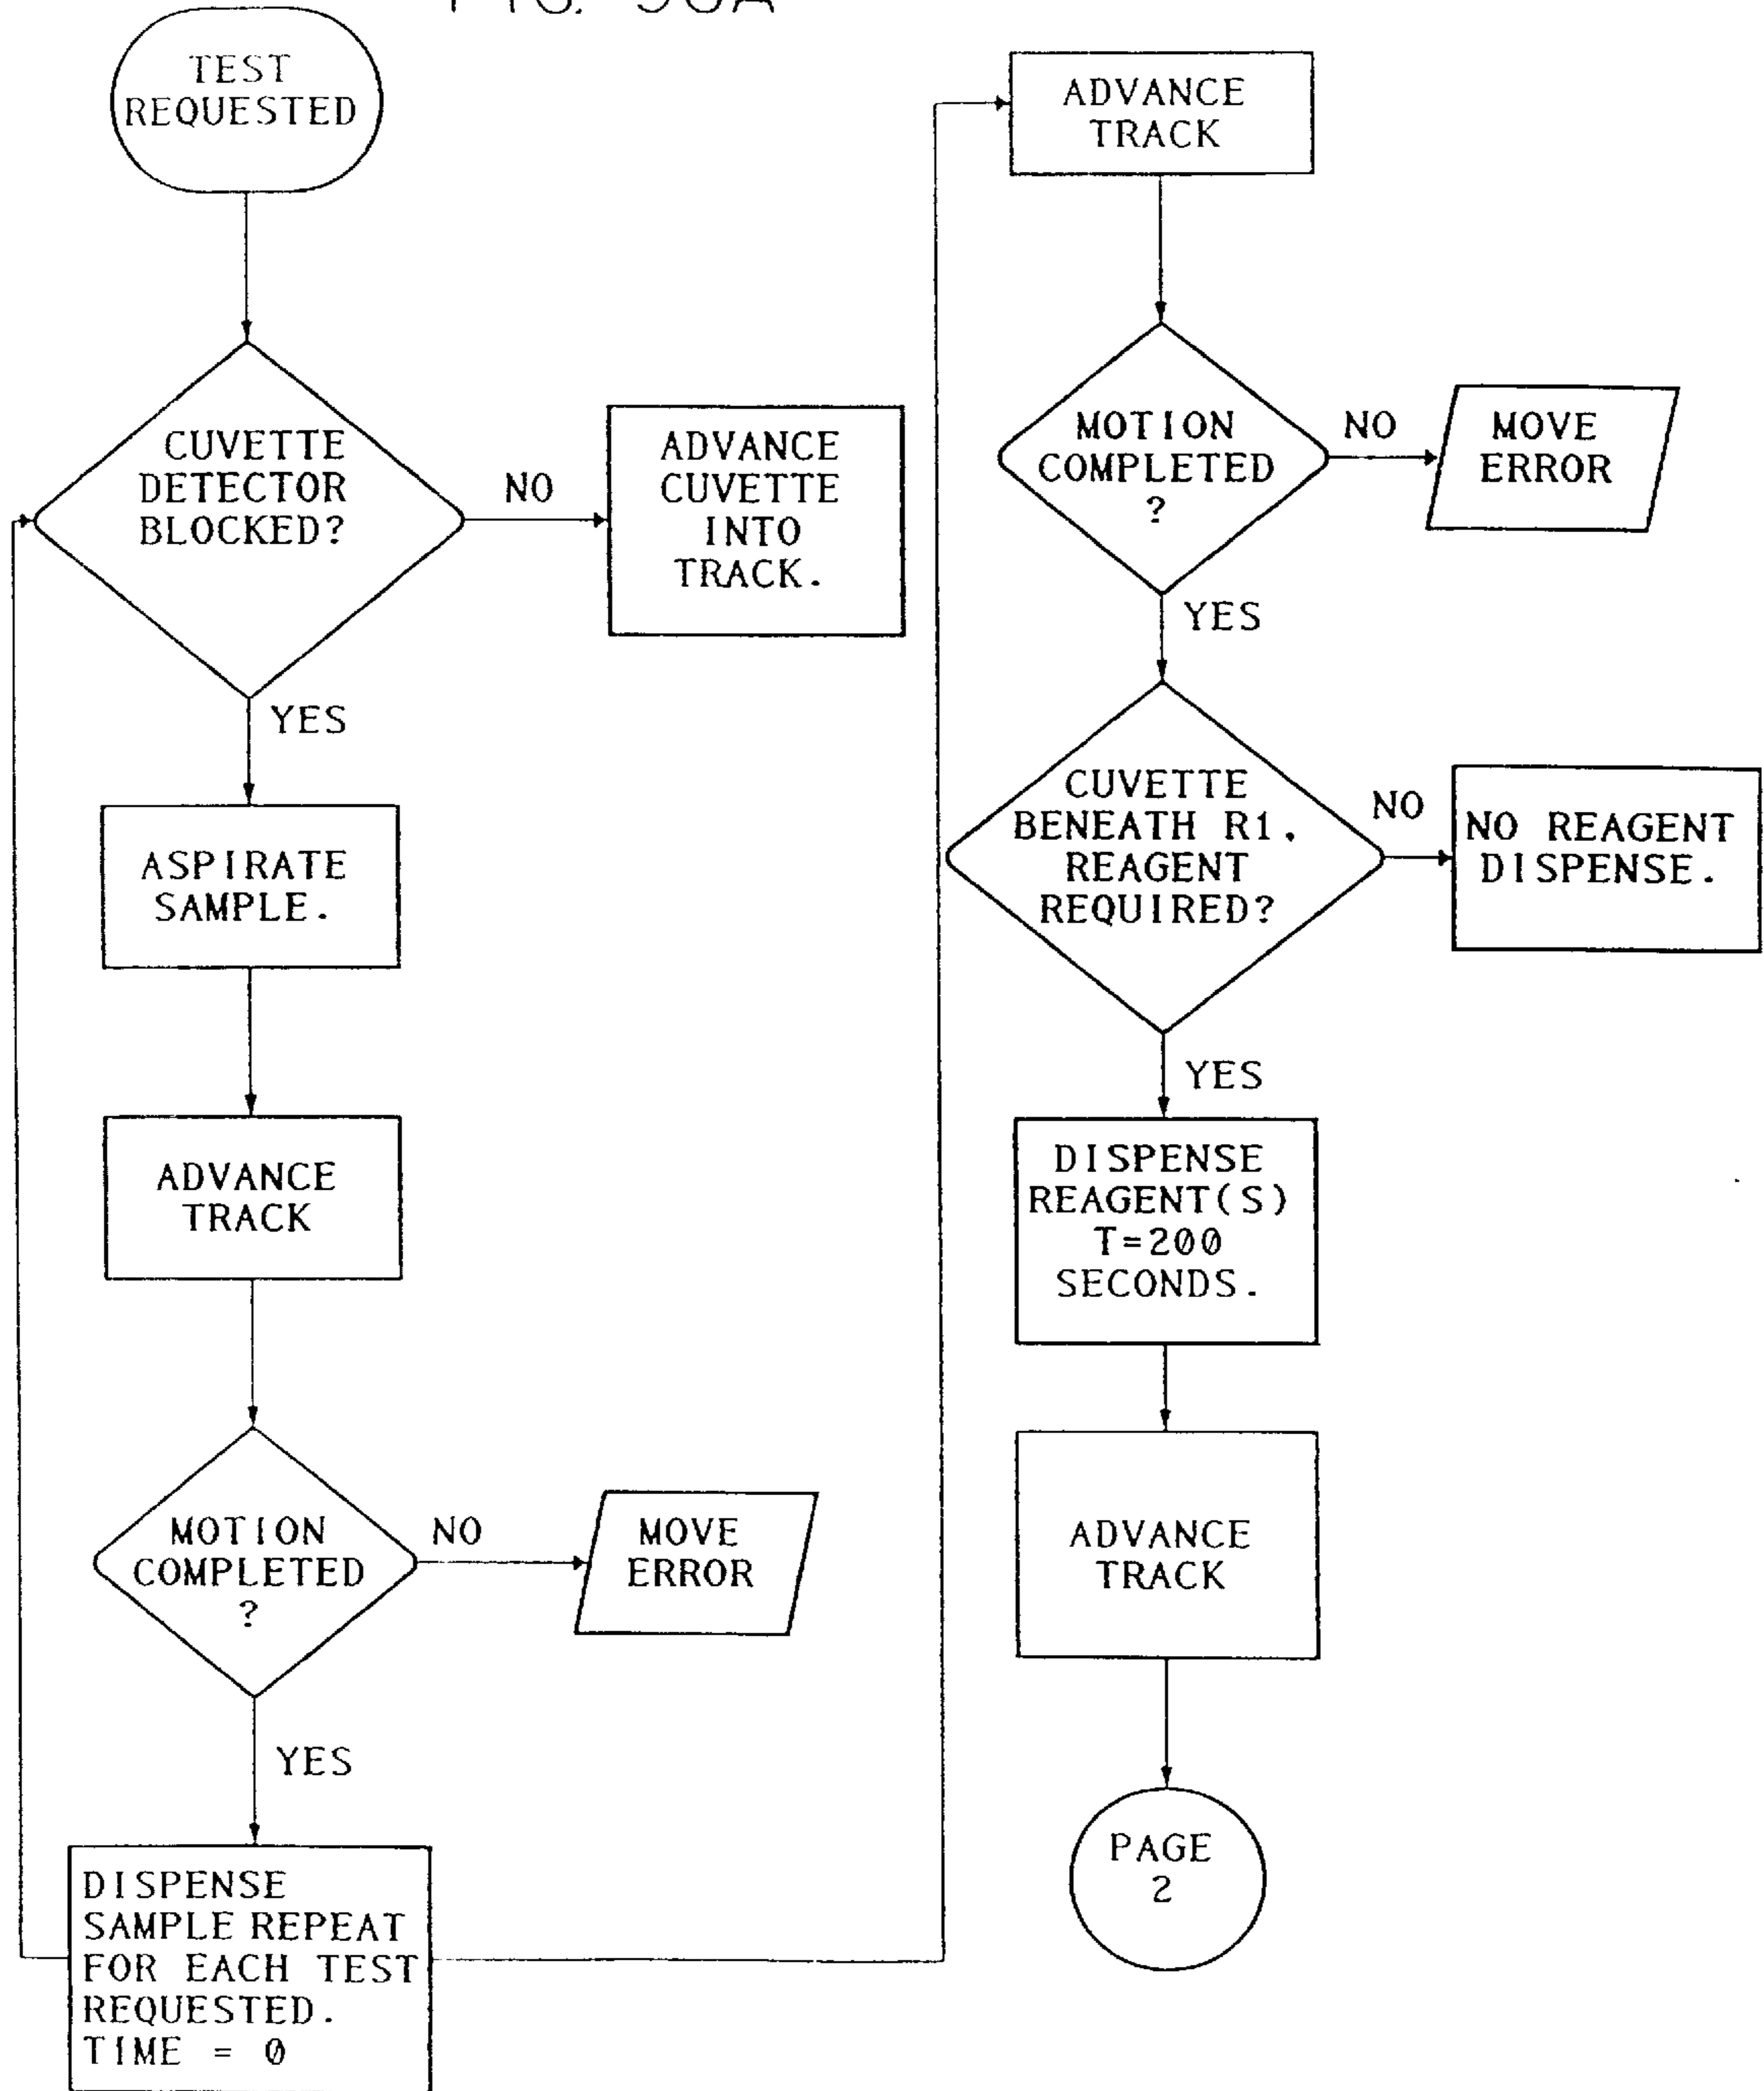 TEST
REQUESTED
CUVETTE
DETECTOR
BLOCKED?
NO
ADVANCE
CUVETTE
INTO
TRACK.
YES
ASPIRATE
SAMPLE.
ADVANCE
TRACK
MOTION
COMPLETED
?
NO
MOVE
ERROR
YES
DISPENSE
SAMPLE REPEAT
FOR EACH TEST
REQUESTED.
TIME = 0
ADVANCE
TRACK
MOTION
COMPLETED
?
NO
MOVE
ERROR
YES
CUVETTE
BENEATH R1.
REAGENT
REQUIRED?
NO
NO REAGENT
DISPENSE.
YES
DISPENSE
REAGENT(S)
T=200
SECONDS.
ADVANCE
TRACK
PAGE
2